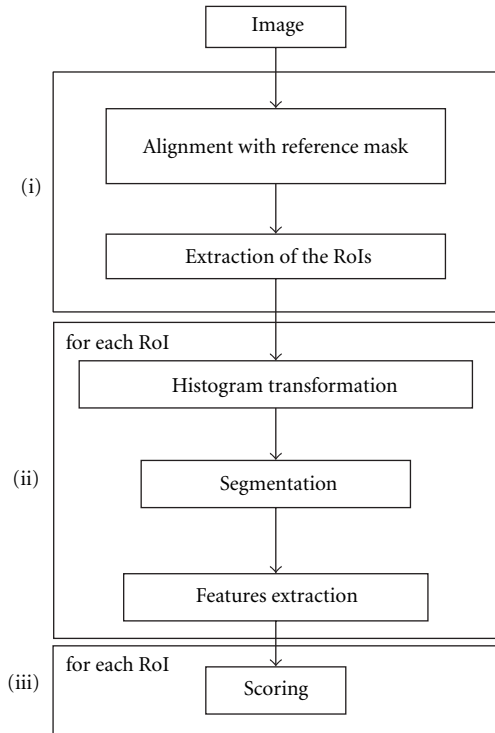 Image
(i)
Alignment with reference mask
Extraction of the RoIs
for each RoI
Histogram transformation
(ii)
Segmentation
Features extraction
for each RoI
(iii)
Scoring